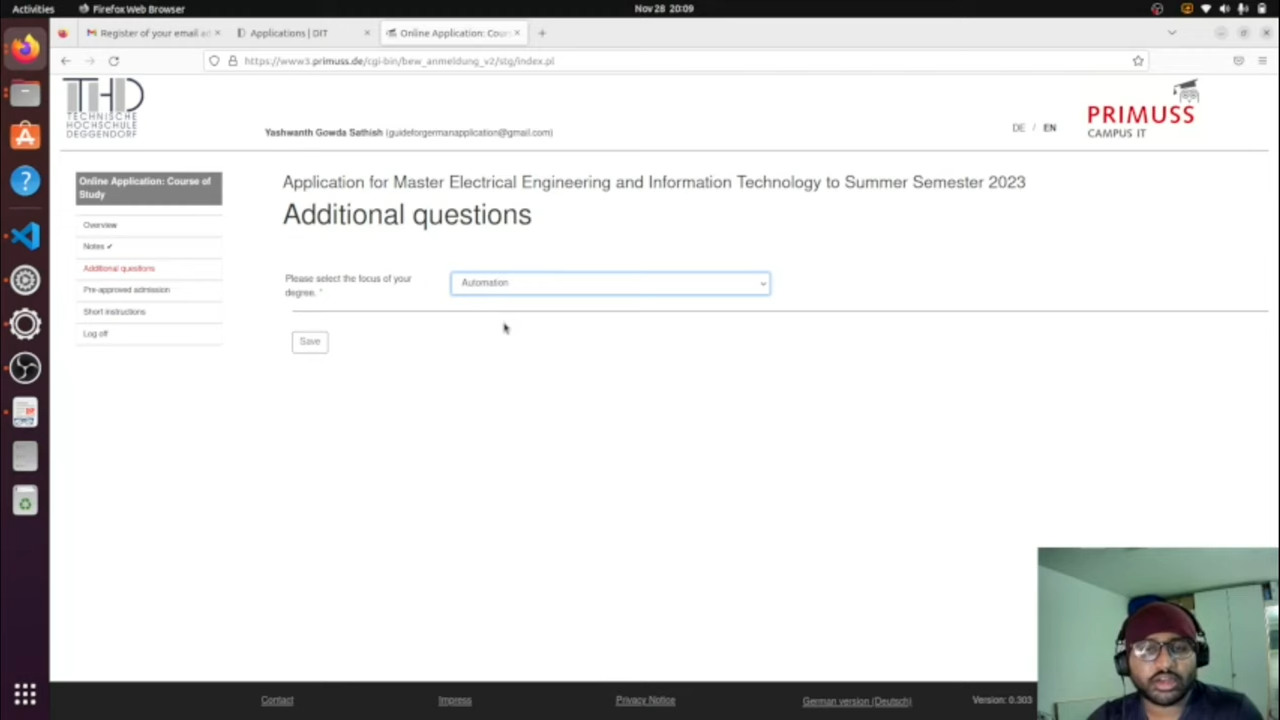 Activities
Firefox Web Browser
Nov 28 20:09
Register of your email ad
Applications | DIT
Online Application: Cours
https://www3.primuss.de/cgi-bin/bew_anmeldung_v2/stg/index.pl
THD
TECHNISCHE
HOCHSCHULE
DEGGENDORF
Yashwanth Gowda Sathish (guideforgermanapplication@gmail.com)
DE / EN
PRIMUSS
CAMPUS IT
Online Application: Course of
Study
Overview
Notes ✔
Additional questions
Pre-approved admission
Short instructions
Log off
Application for Master Electrical Engineering and Information Technology to Summer Semester 2023
Additional questions
Please select the focus of your
degree. *
Automation
Save
Contact
Impress
Privacy Notice
German version (Deutsch)
Version: 0.303